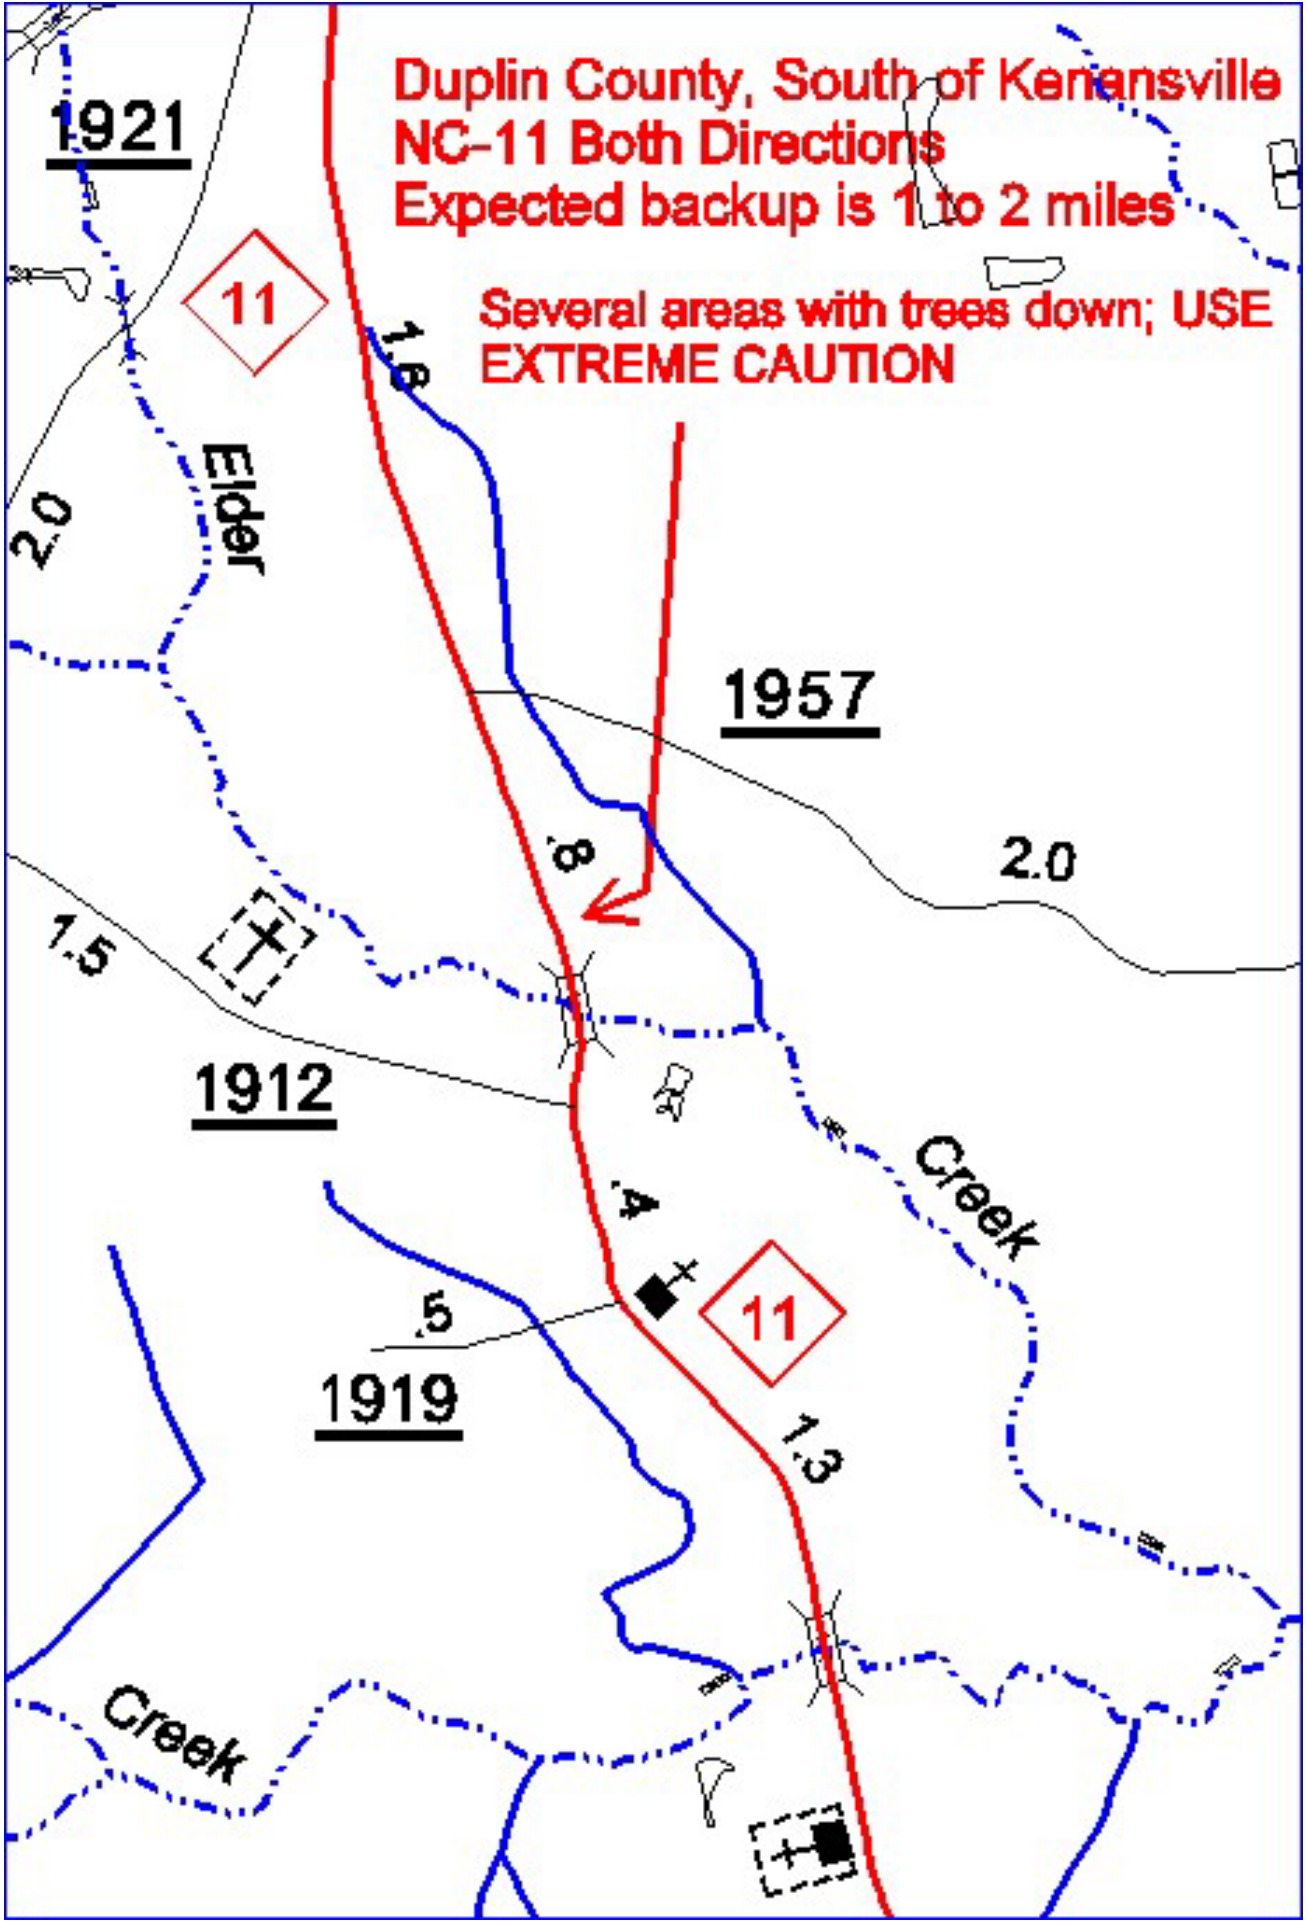 Duplin County, South of Kenansville
NC-11 Both Directions
Expected backup is 1 to 2 miles
1921
11
Several areas with trees down; USE
EXTREME CAUTION
1.6
Elder
2.0
1957
.8
2.0
1.5
1912
Creek
.4
.5
11
1919
1.3
Creek